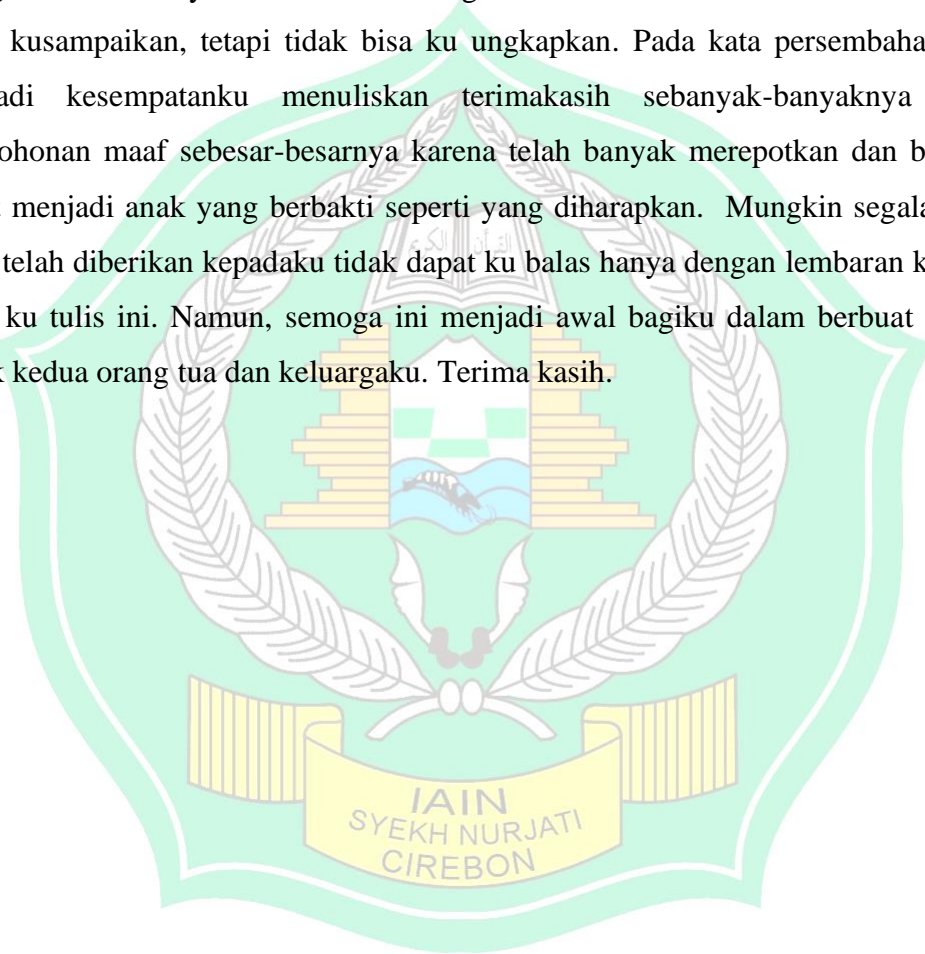 kusampaikan, tetapi tidak bisa ku ungkapkan. Pada kata persembaha
adi kesempatanku menuliskan terimakasih sebanyak-banyaknya
ohonan maaf sebesar-besarnya karena telah banyak merepotkan dan b
menjadi anak yang berbakti seperti yang diharapkan. Mungkin segala
telah diberikan kepadaku tidak dapat ku balas hanya dengan lembaran k
ku tulis ini. Namun, semoga ini menjadi awal bagiku dalam berbuat
k kedua orang tua dan keluargaku. Terima kasih.
القرآن الكريم
IAIN
SYEKH NURJATI
CIREBON